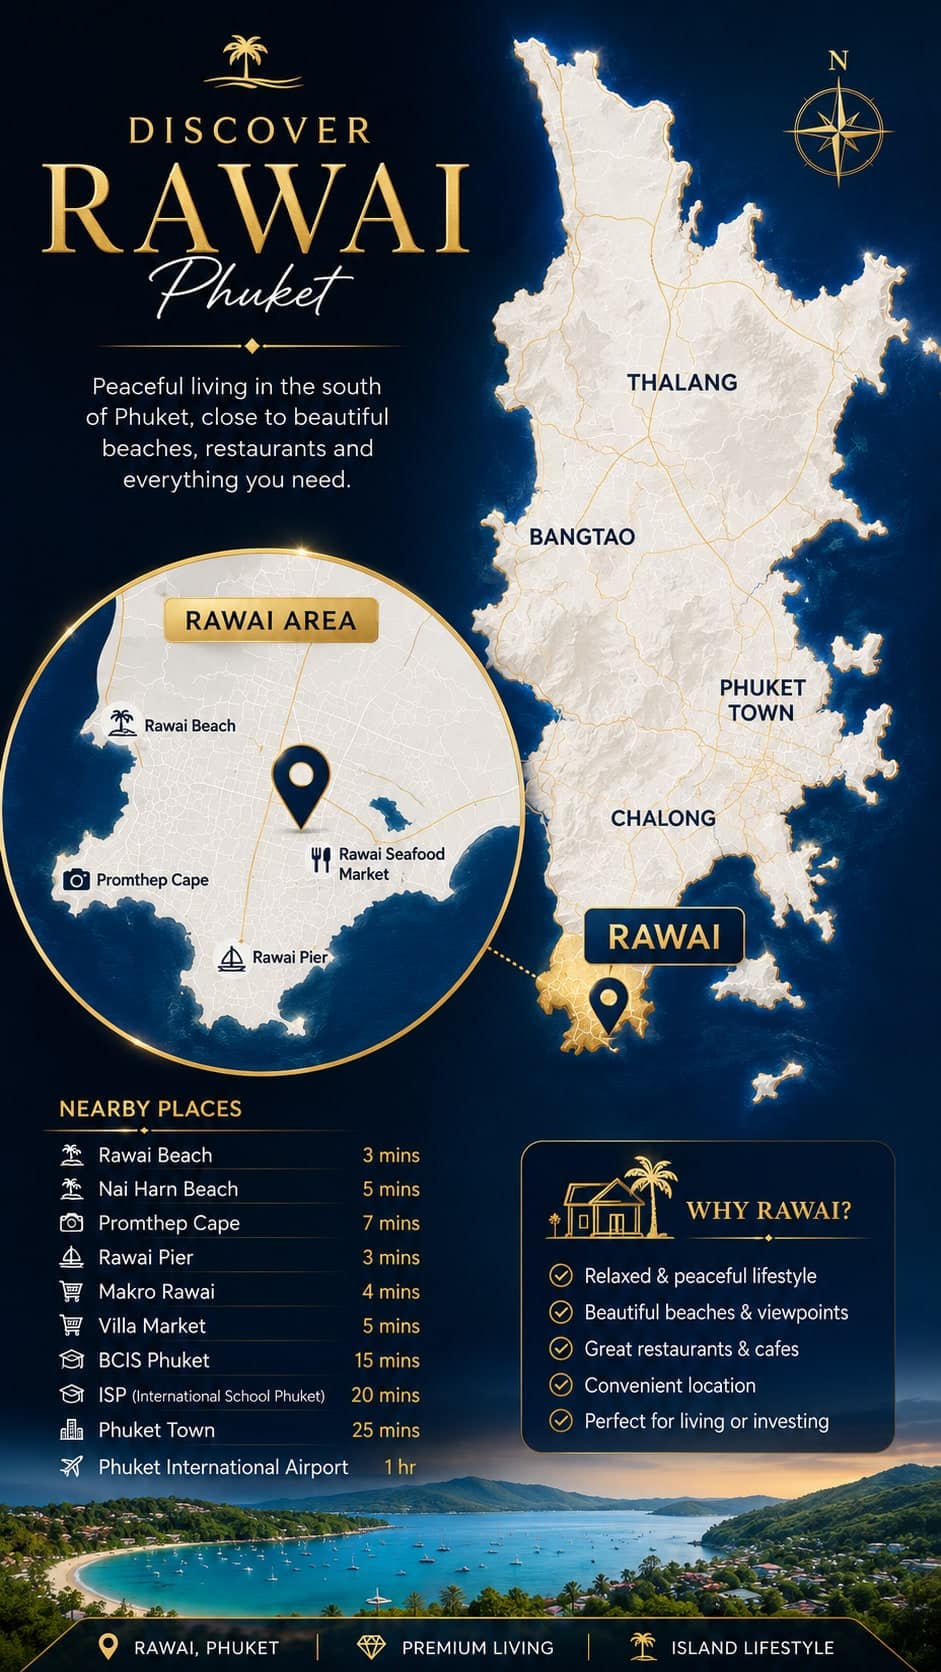 DISCOVER
RAWAI
Phuket
Peaceful living in the south
of Phuket, close to beautiful
beaches, restaurants and
everything you need.
N
THALANG
BANGTAO
PHUKET
TOWN
CHALONG
RAWAI
RAWAI AREA
Rawai Beach
Rawai Seafood
Market
Promthep Cape
Rawai Pier
NEARBY PLACES
Rawai Beach 3 mins
Nai Harn Beach 5 mins
Promthep Cape 7 mins
Rawai Pier 3 mins
Makro Rawai 4 mins
Villa Market 5 mins
BCIS Phuket 15 mins
ISP (International School Phuket) 20 mins
Phuket Town 25 mins
Phuket International Airport 1 hr
WHY RAWAI?
Relaxed & peaceful lifestyle
Beautiful beaches & viewpoints
Great restaurants & cafes
Convenient location
Perfect for living or investing
RAWAI, PHUKET
PREMIUM LIVING
ISLAND LIFESTYLE